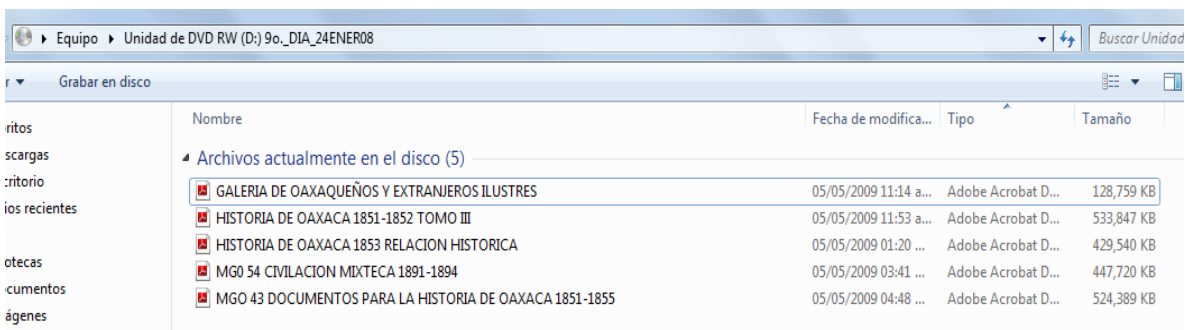 Equipo Unidad de DVD RW (D:) 9o._DIA_24ENER08 Buscar Unidad
r Grabar en disco
Nombre Fecha de modifica... Tipo Tamaño
oritos
Archivos actualmente en el disco (5)
scargas
critorio
GALERIA DE OAXAQUEÑOS Y EXTRANJEROS ILUSTRES 05/05/2009 11:14 a... Adobe Acrobat D... 128,759 KB
ios recientes
HISTORIA DE OAXACA 1851-1852 TOMO III 05/05/2009 11:53 a... Adobe Acrobat D... 533,847 KB
HISTORIA DE OAXACA 1853 RELACION HISTORICA 05/05/2009 01:20 ... Adobe Acrobat D... 429,540 KB
otecas
MG0 54 CIVILACION MIXTECA 1891-1894 05/05/2009 03:41 ... Adobe Acrobat D... 447,720 KB
ocumentos
MGO 43 DOCUMENTOS PARA LA HISTORIA DE OAXACA 1851-1855 05/05/2009 04:48 ... Adobe Acrobat D... 524,389 KB
ágenes